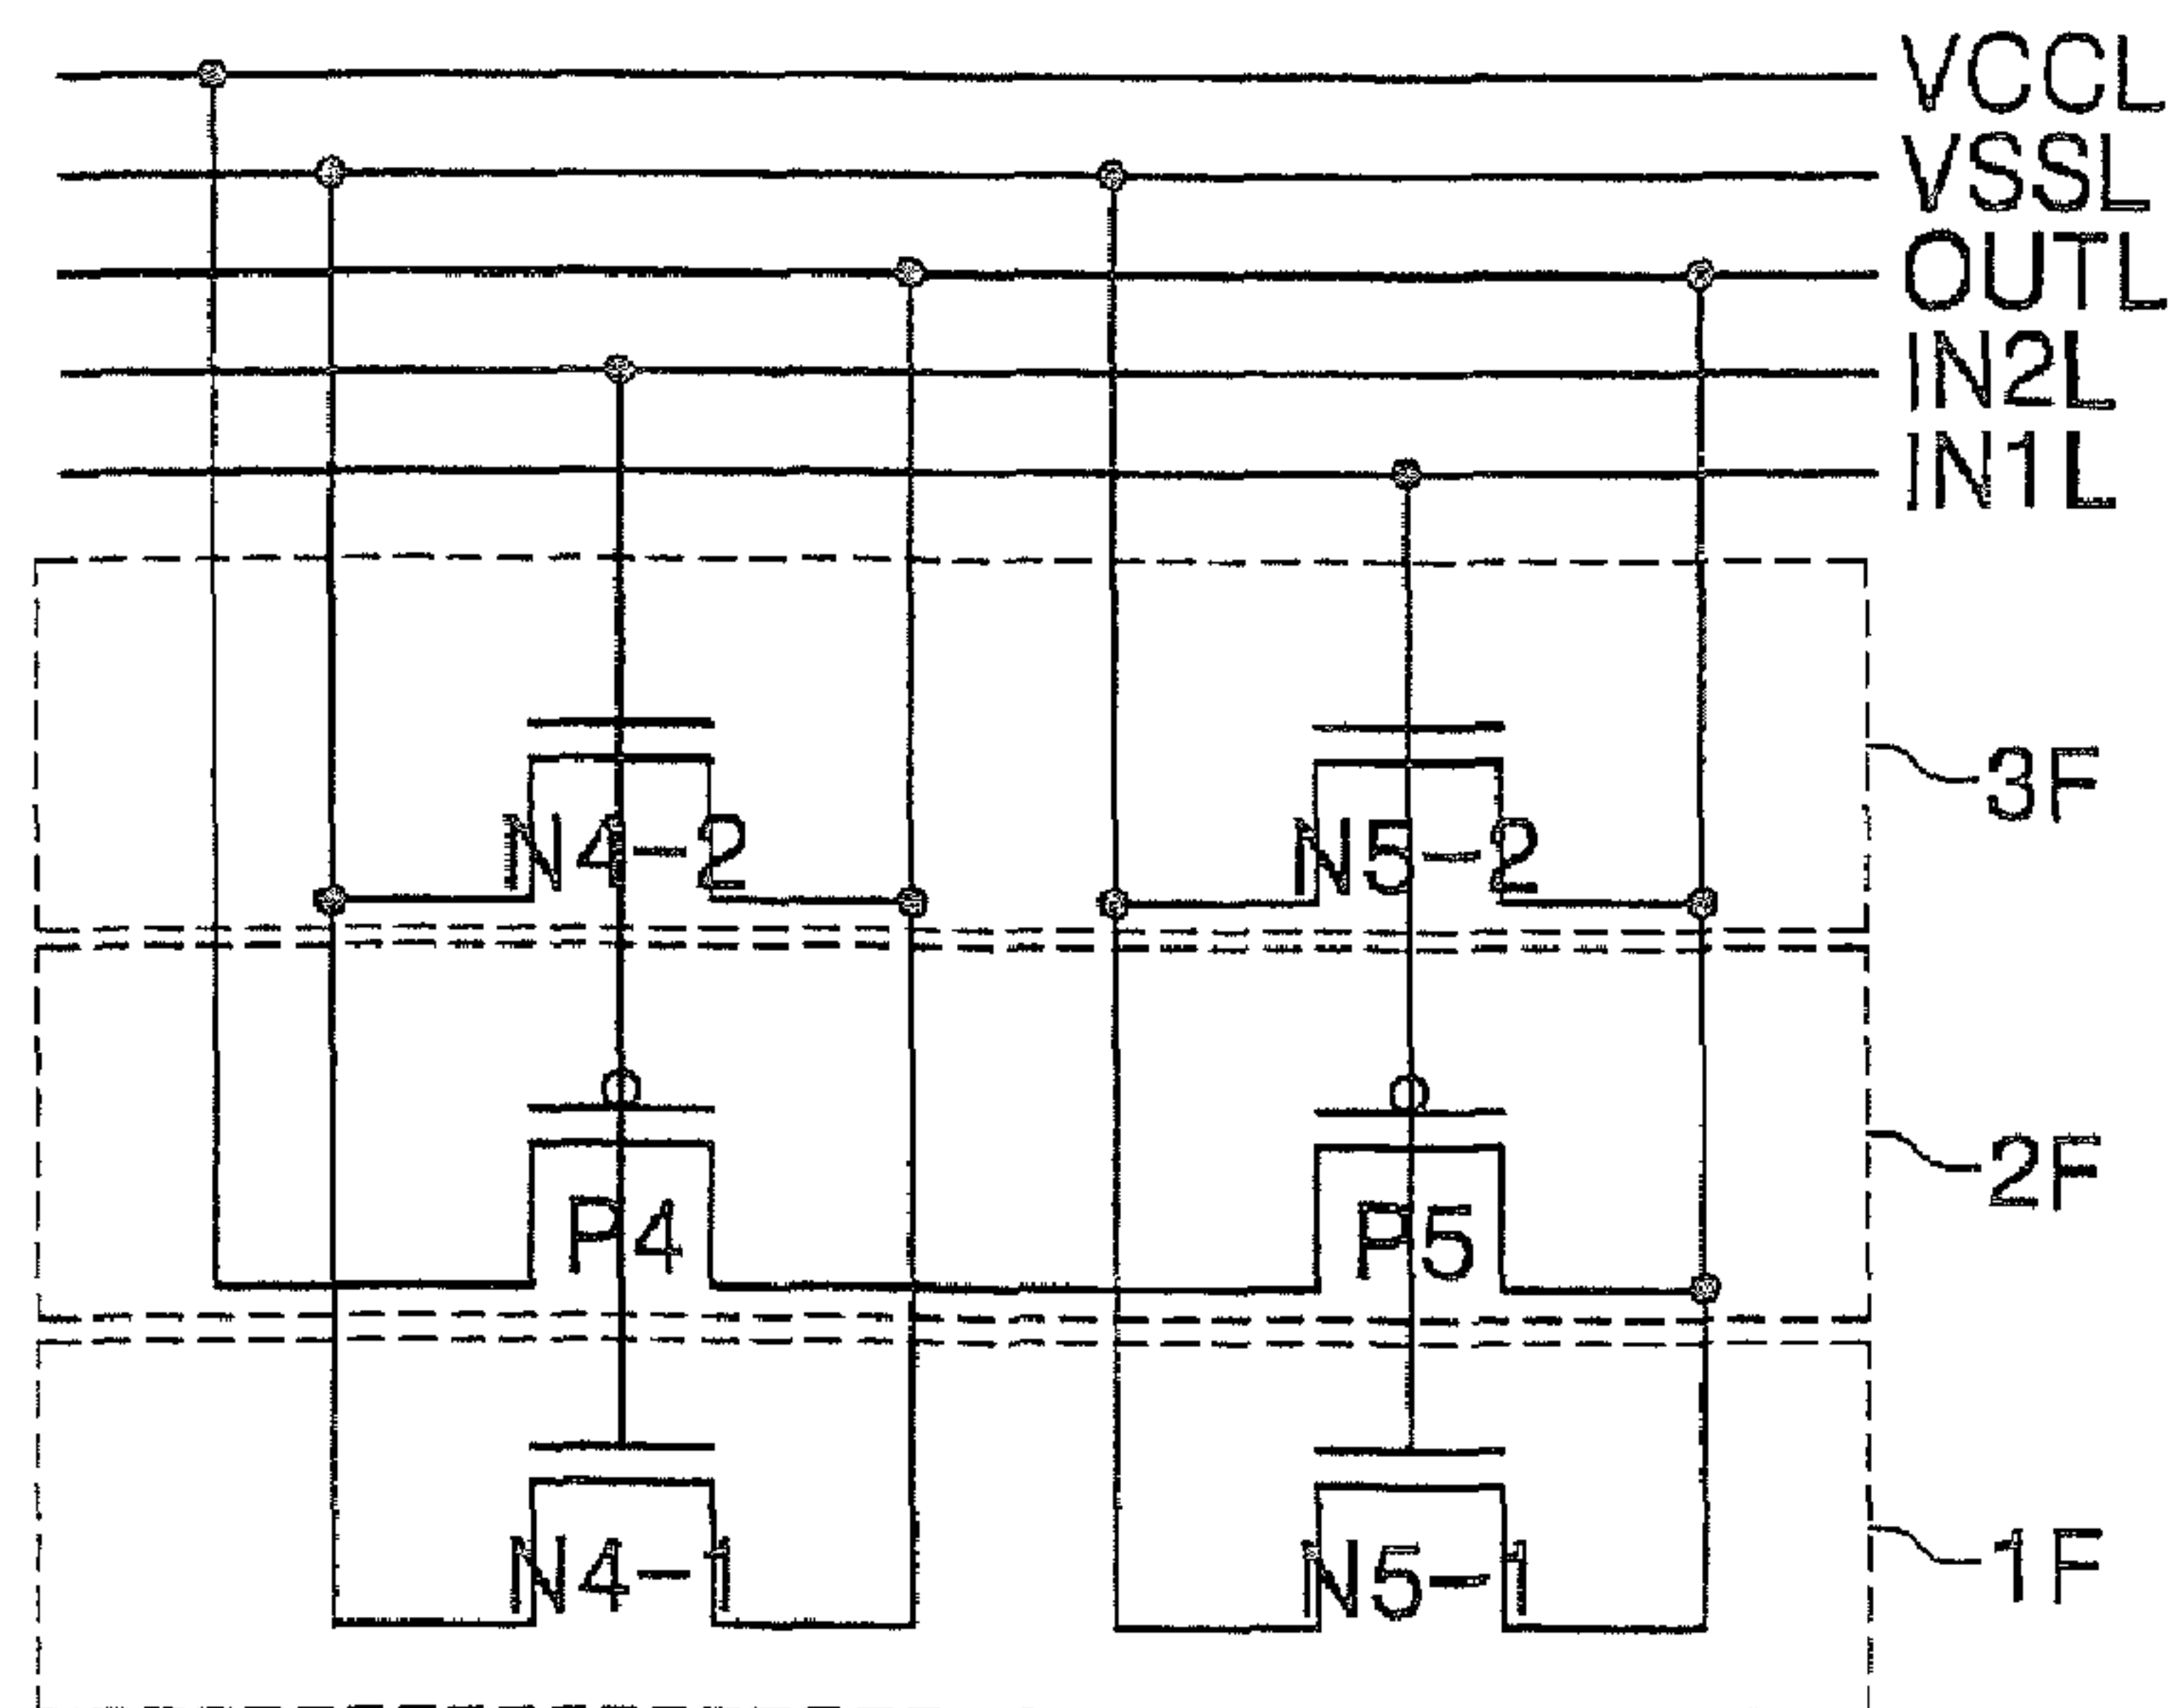 VCCL
VSSL
OUTL
IN2L
IN1L
N4-2
N5-2
3F
P4
P5
2F
N4-1
N5-1
1F